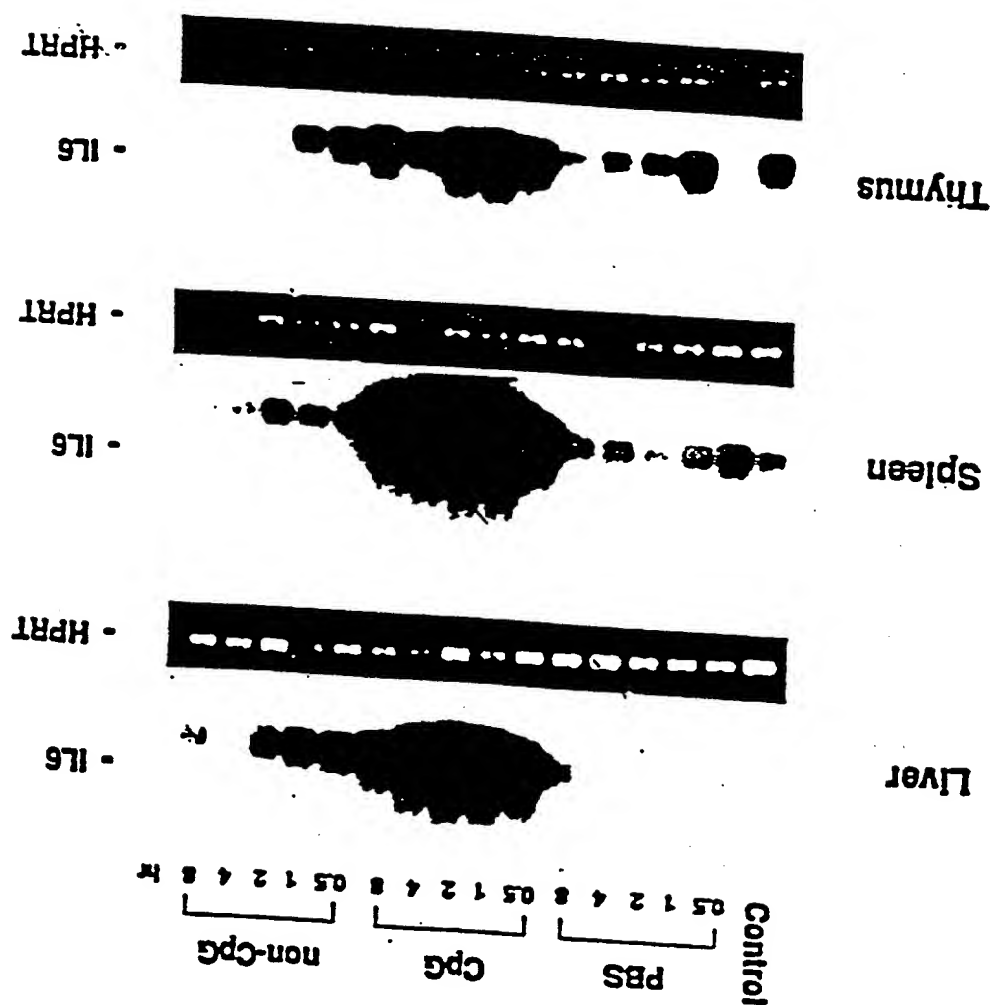 PBS CpG non-CpG
Control 0.5 1 2 4 8 0.5 1 2 4 8 0.5 1 2 4 8 hr
Liver - IL6
- HPRT
Spleen - IL6
- HPRT
Thymus - IL6
- HPRT